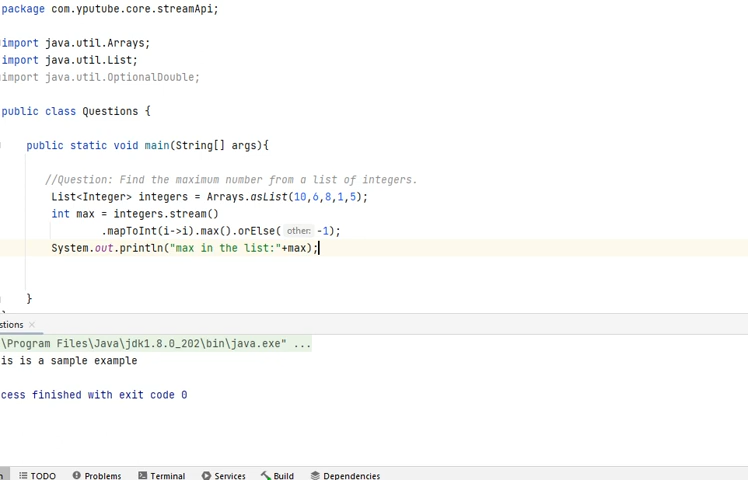 package com.yputube.core.streamApi;
import java.util.Arrays;
import java.util.List;
import java.util.OptionalDouble;
public class Questions {
public static void main(String[] args){
//Question: Find the maximum number from a list of integers.
List<Integer> integers = Arrays.asList(10,6,8,1,5);
int max = integers.stream()
.mapToInt(i->i).max().orElse( other: -1);
System.out.println("max in the list:"+max);
}
stions ×
\Program Files\Java\jdk1.8.0_202\bin\java.exe" ...
is is a sample example
cess finished with exit code 0
TODO Problems Terminal Services Build Dependencies